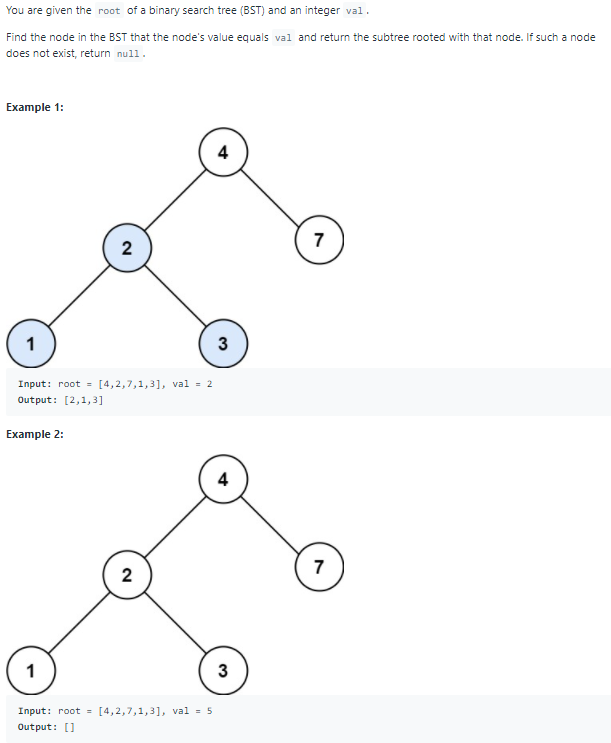 You are given the root of a binary search tree (BST) and an integer val.
Find the node in the BST that the node's value equals val and return the subtree rooted with that node. If such a node
does not exist, return null.
Example 1:
4
2
7
1
3
Input: root = [4,2,7,1,3], val = 2
Output: [2,1,3]
Example 2:
4
2
7
1
3
Input: root = [4,2,7,1,3], val = 5
Output: []